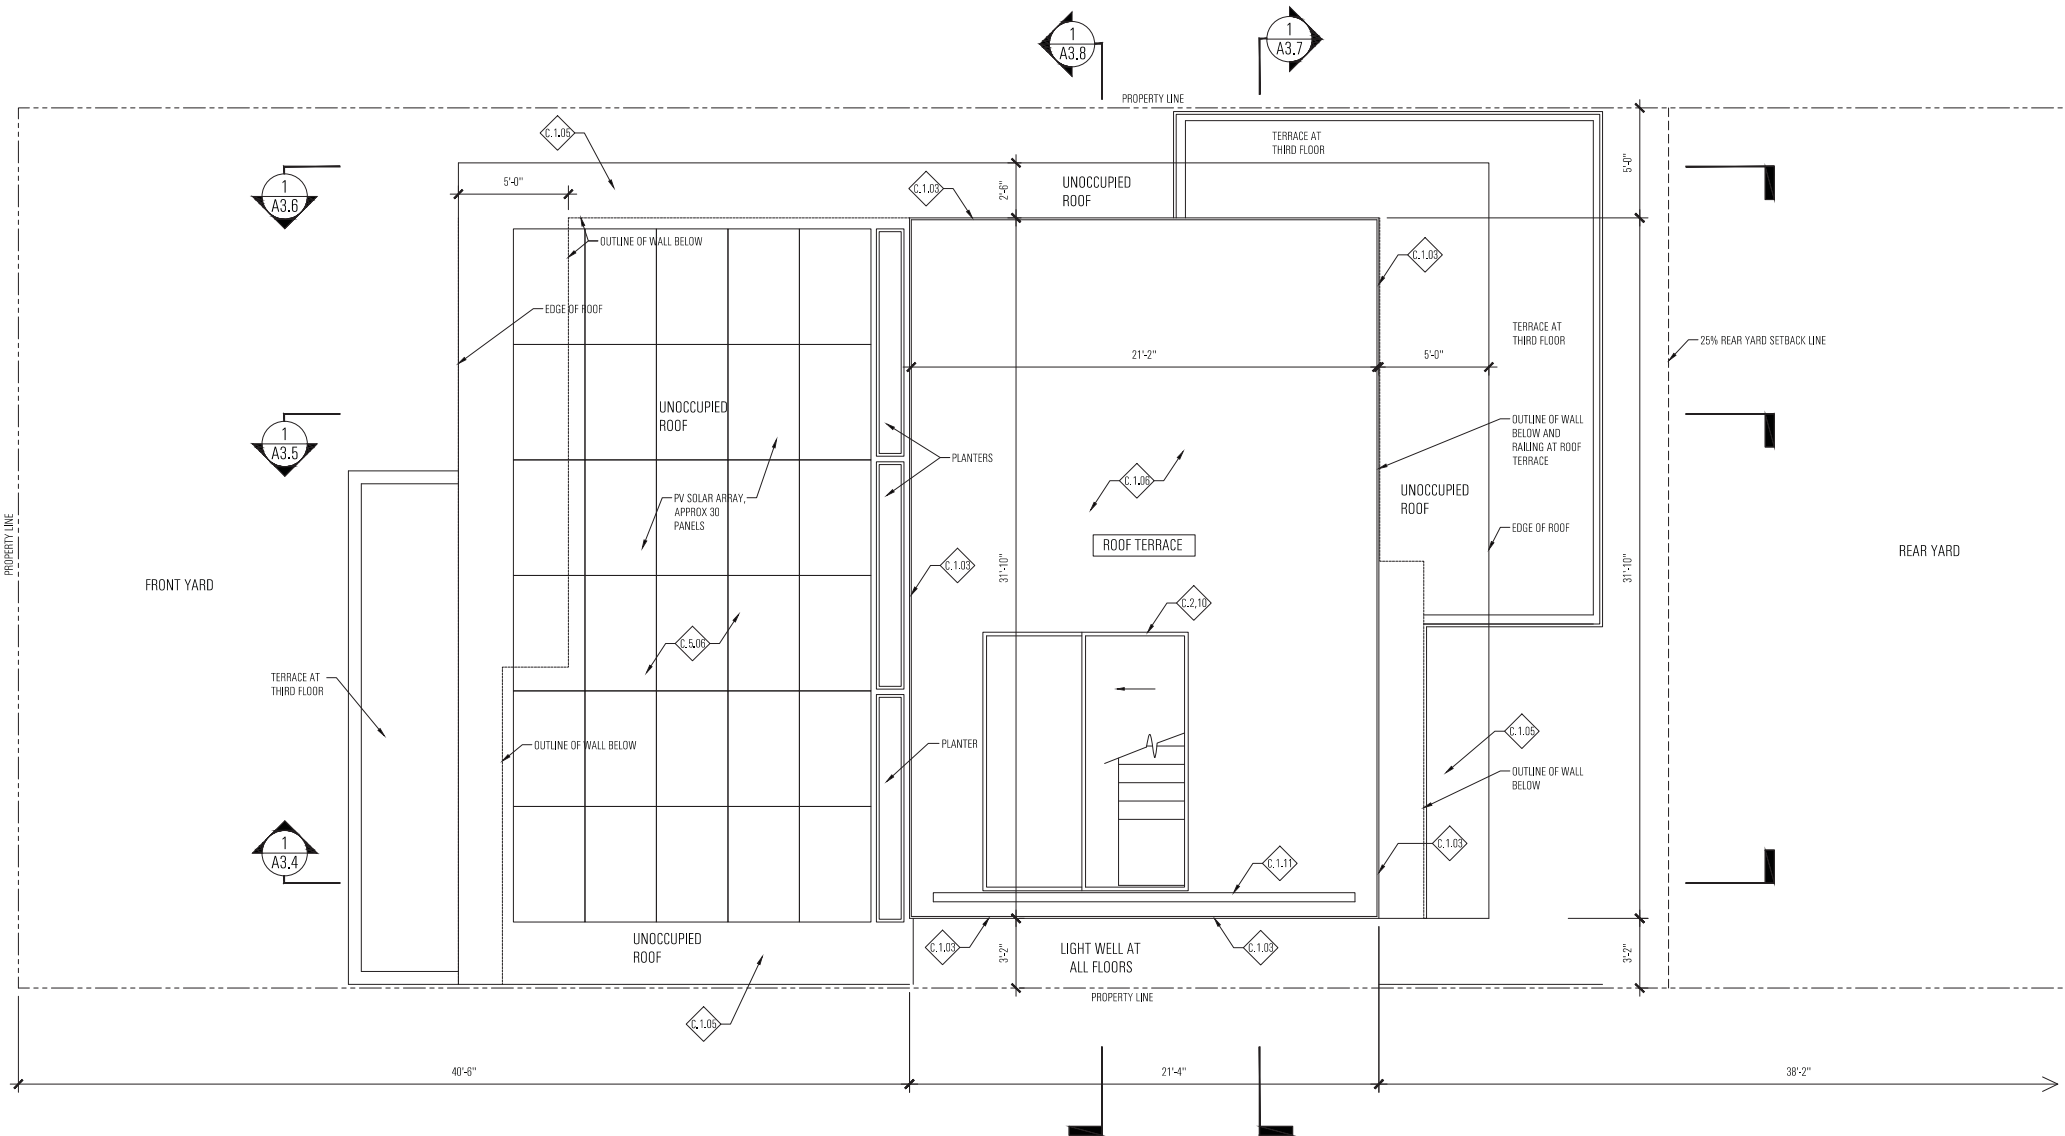 1
A3.8
1
A3.7
PROPERTY LINE
C.1.05
TERRACE AT
THIRD FLOOR
5'-0"
1
A3.6
5'-0"
C.1.03
2'-6"
UNOCCUPIED
ROOF
OUTLINE OF WALL BELOW
C.1.03
EDGE OF ROOF
TERRACE AT
THIRD FLOOR
25% REAR YARD SETBACK LINE
21'-2"
5'-0"
UNOCCUPIED
ROOF
OUTLINE OF WALL
BELOW AND
RAILING AT ROOF
TERRACE
1
A3.5
PLANTERS
C.1.06
UNOCCUPIED
ROOF
PV SOLAR ARRAY,
APPROX 30
PANELS
EDGE OF ROOF
ROOF TERRACE
REAR YARD
PROPERTY LINE
FRONT YARD
C.1.03
31'-10"
31'-10"
C.2,10
C.5.06
TERRACE AT
THIRD FLOOR
OUTLINE OF WALL BELOW
PLANTER
C.1.05
OUTLINE OF WALL
BELOW
1
A3.4
C.1.11
C.1.03
UNOCCUPIED
ROOF
C.1.03
3'-2"
LIGHT WELL AT
ALL FLOORS
C.1.03
3'-2"
PROPERTY LINE
C.1.05
40'-6"
21'-4"
38'-2"